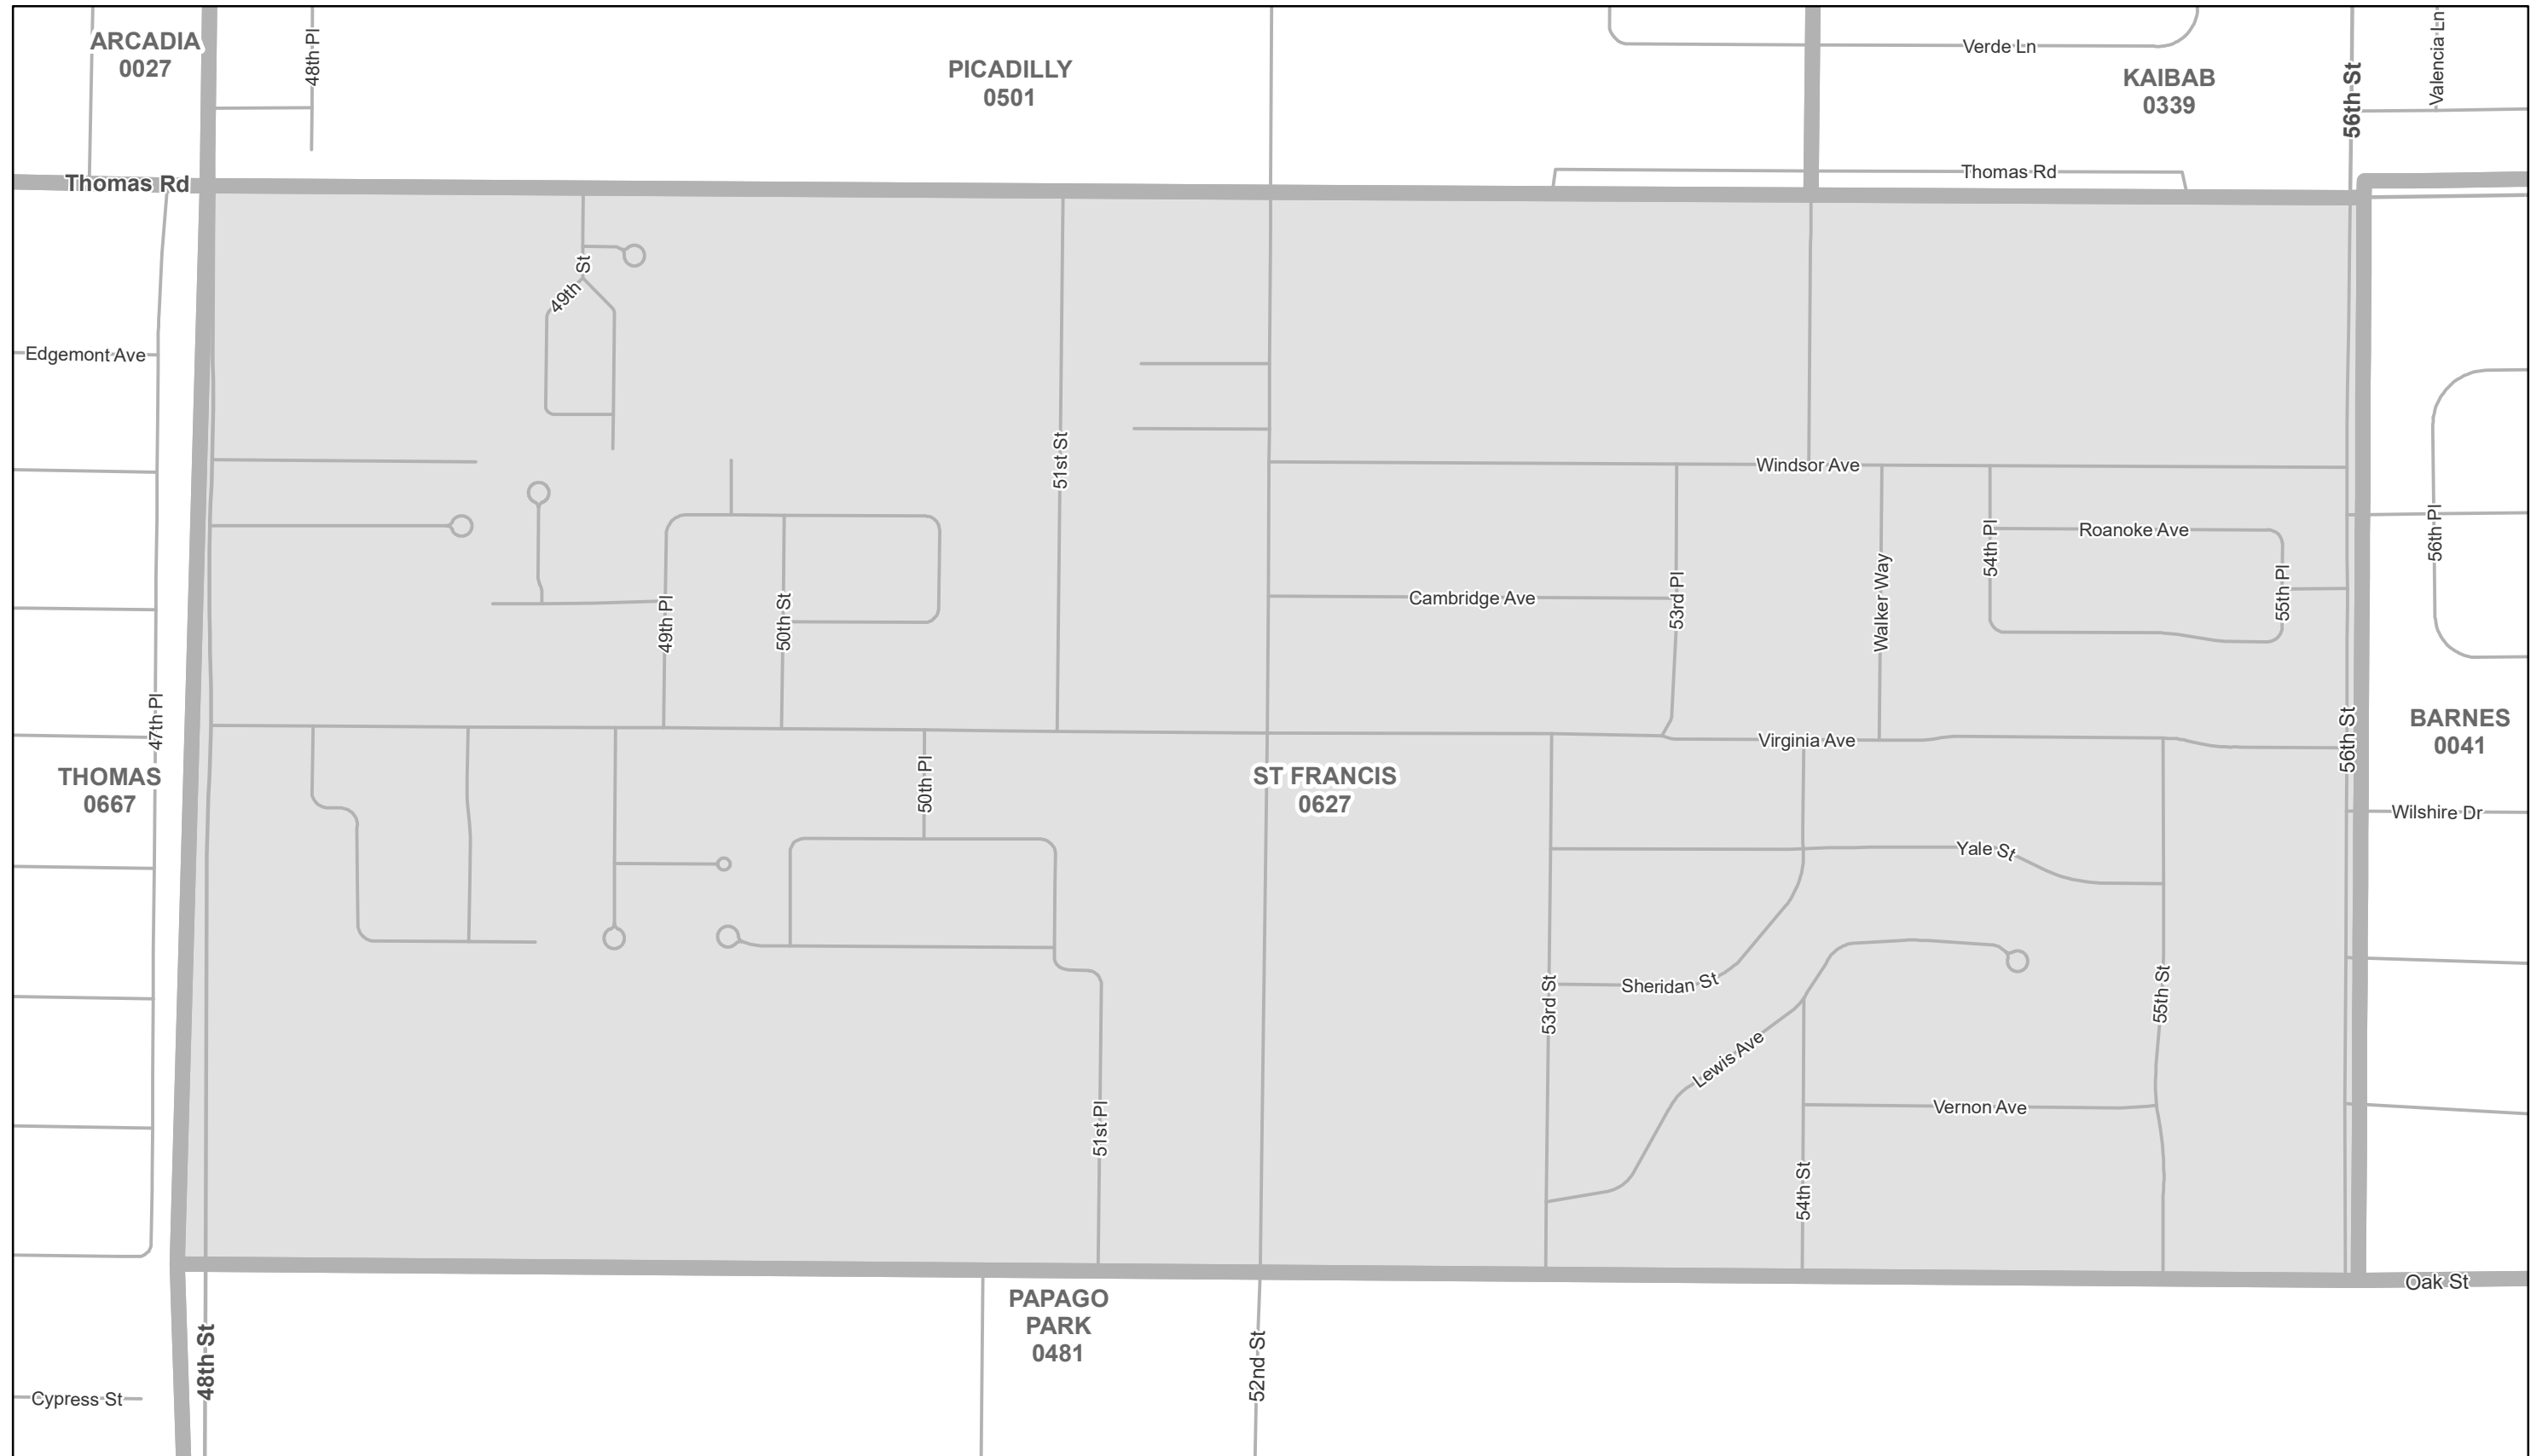 ARCADIA
0027
48th Pl
PICADILLY
0501
Verde Ln
KAIBAB
0339
56th St
Valencia Ln
Thomas Rd
Thomas Rd
49th St
Edgemont Ave
51st St
Windsor Ave
54th Pl
Roanoke Ave
56th Pl
49th Pl
50th St
Cambridge Ave
53rd Pl
Walker Way
55th Pl
47th Pl
Virginia Ave
56th St
BARNES
0041
THOMAS
0667
50th Pl
ST FRANCIS
0627
Wilshire Dr
Yale St
Sheridan St
53rd St
55th St
Lewis Ave
51st Pl
Vernon Ave
54th St
Oak St
PAPAGO
PARK
0481
48th St
52nd St
Cypress St